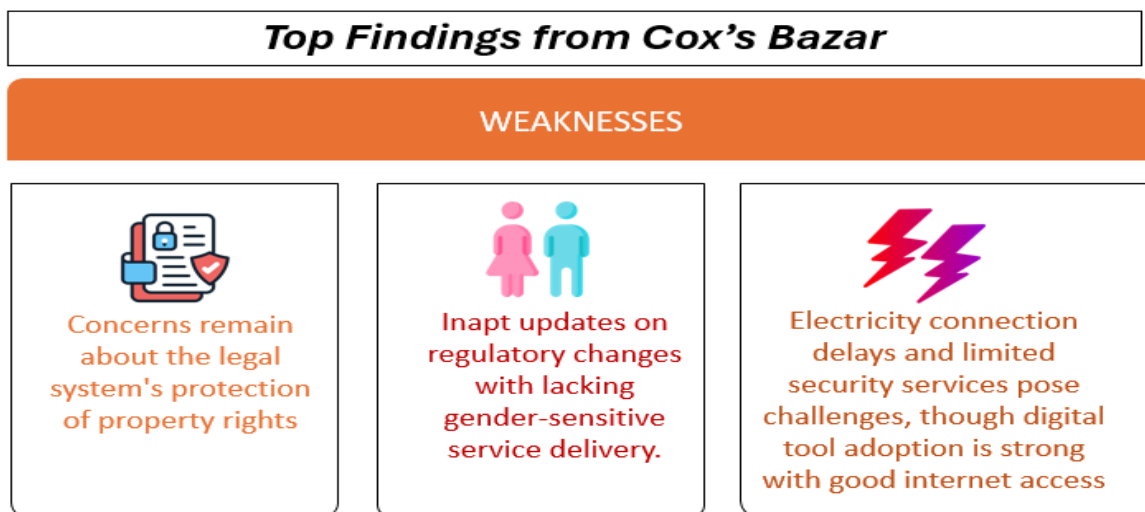 Top Findings from Cox’s Bazar
WEAKNESSES
Concerns remain
about the legal
system's protection
of property rights
Inapt updates on
regulatory changes
with lacking
gender-sensitive
service delivery.
Electricity connection
delays and limited
security services pose
challenges, though digital
tool adoption is strong
with good internet access